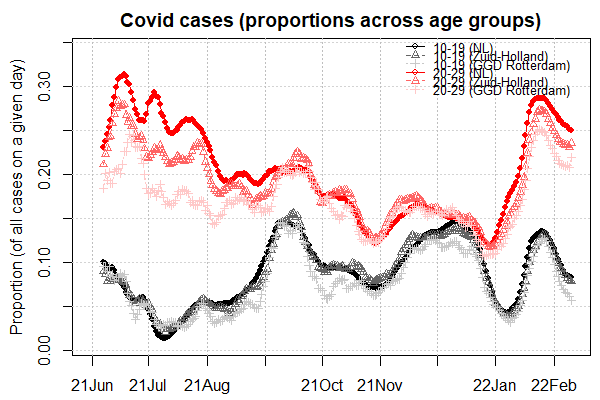 Covid cases (proportions across age groups)
10-19 (NL)
10-19 (Zuid-Holland)
10-19 (GGD Rotterdam)
20-29 (NL)
20-29 (Zuid-Holland)
20-29 (GGD Rotterdam)
Proportion (of all cases on a given day)
0.30
0.20
0.10
0.00
21Jun 21Jul 21Aug 21Oct 21Nov 22Jan 22Feb